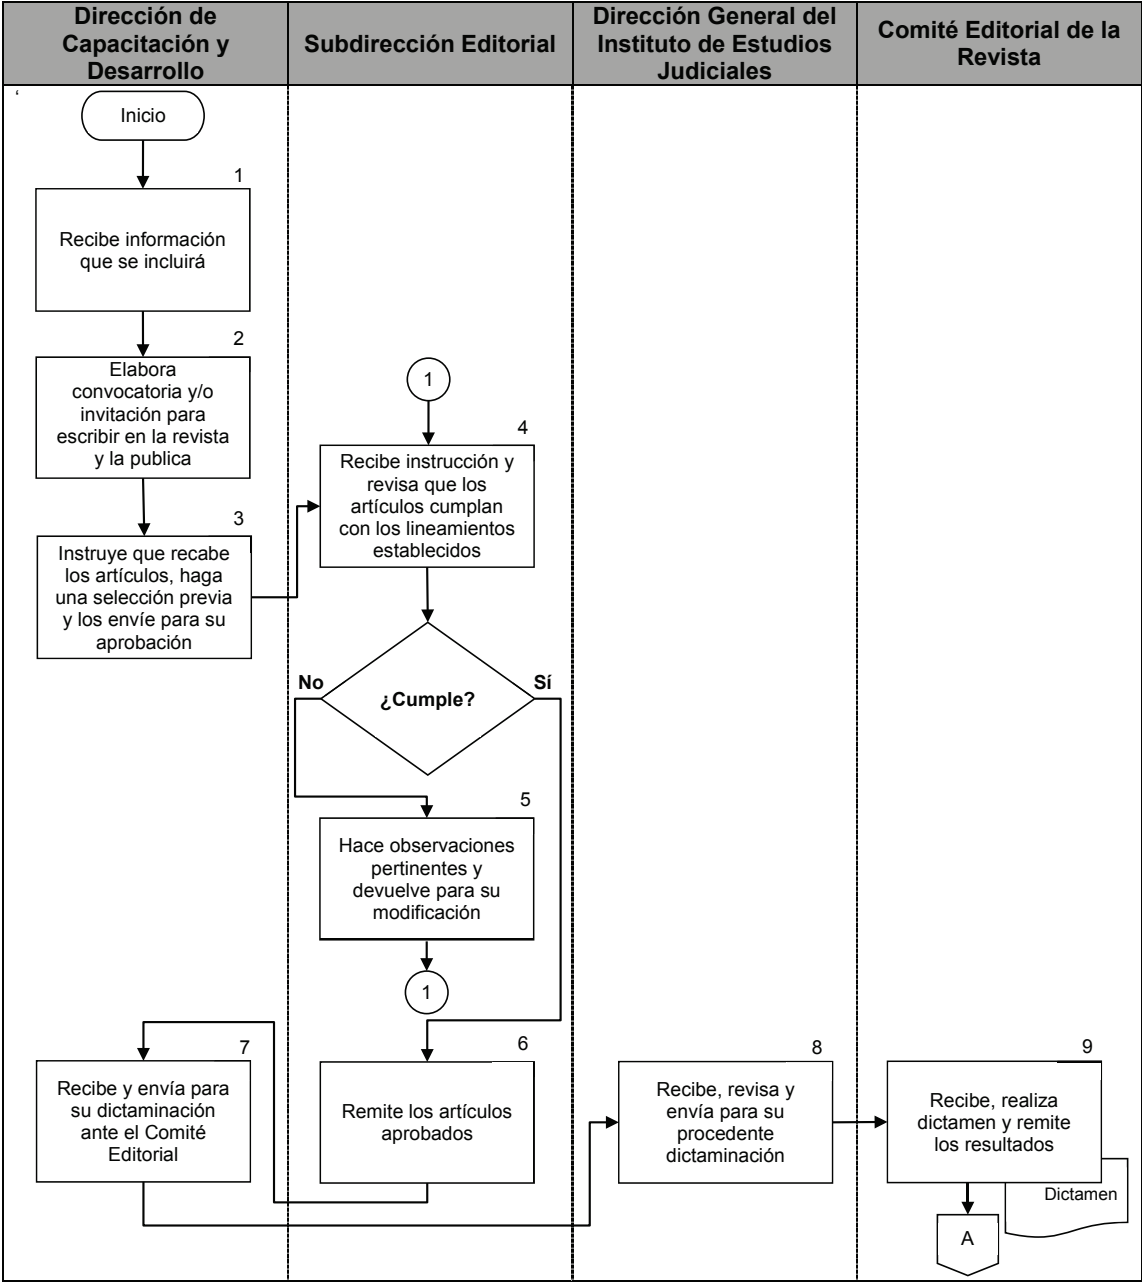 Dirección de
Capacitación y
Desarrollo
Subdirección Editorial
Dirección General del
Instituto de Estudios
Judiciales
Comité Editorial de la
Revista
‘
Inicio
1
Recibe información
que se incluirá
2
Elabora
convocatoria y/o
invitación para
escribir en la revista
y la publica
3
Instruye que recabe
los artículos, haga
una selección previa
y los envíe para su
aprobación
1
4
Recibe instrucción y
revisa que los
artículos cumplan
con los lineamientos
establecidos
¿Cumple?
No
Sí
5
Hace observaciones
pertinentes y
devuelve para su
modificación
1
6
Remite los artículos
aprobados
7
Recibe y envía para
su dictaminación
ante el Comité
Editorial
8
Recibe, revisa y
envía para su
procedente
dictaminación
9
Recibe, realiza
dictamen y remite
los resultados
Dictamen
A